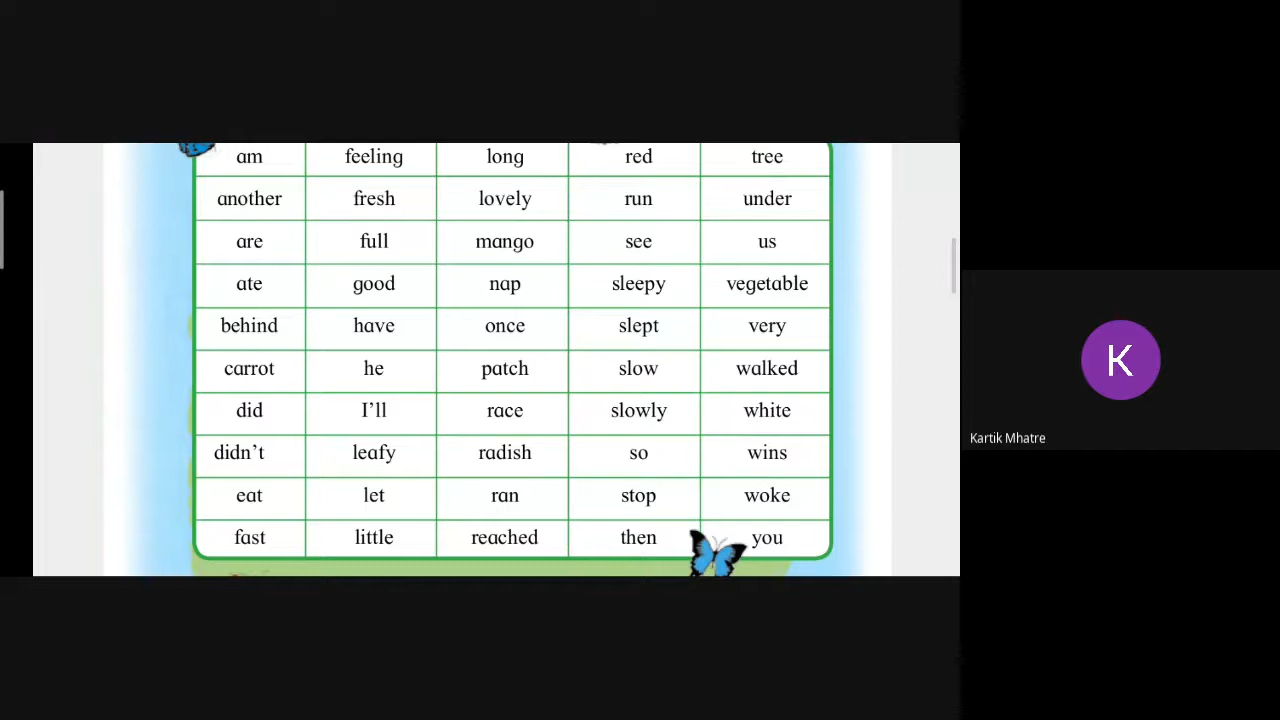 am feeling long red tree
another fresh lovely run under
are full mango see us
ate good nap sleepy vegetable
behind have once slept very
carrot he patch slow walked
did I'll race slowly white
didn't leafy radish so wins
eat let ran stop woke
fast little reached then you
K
Kartik Mhatre